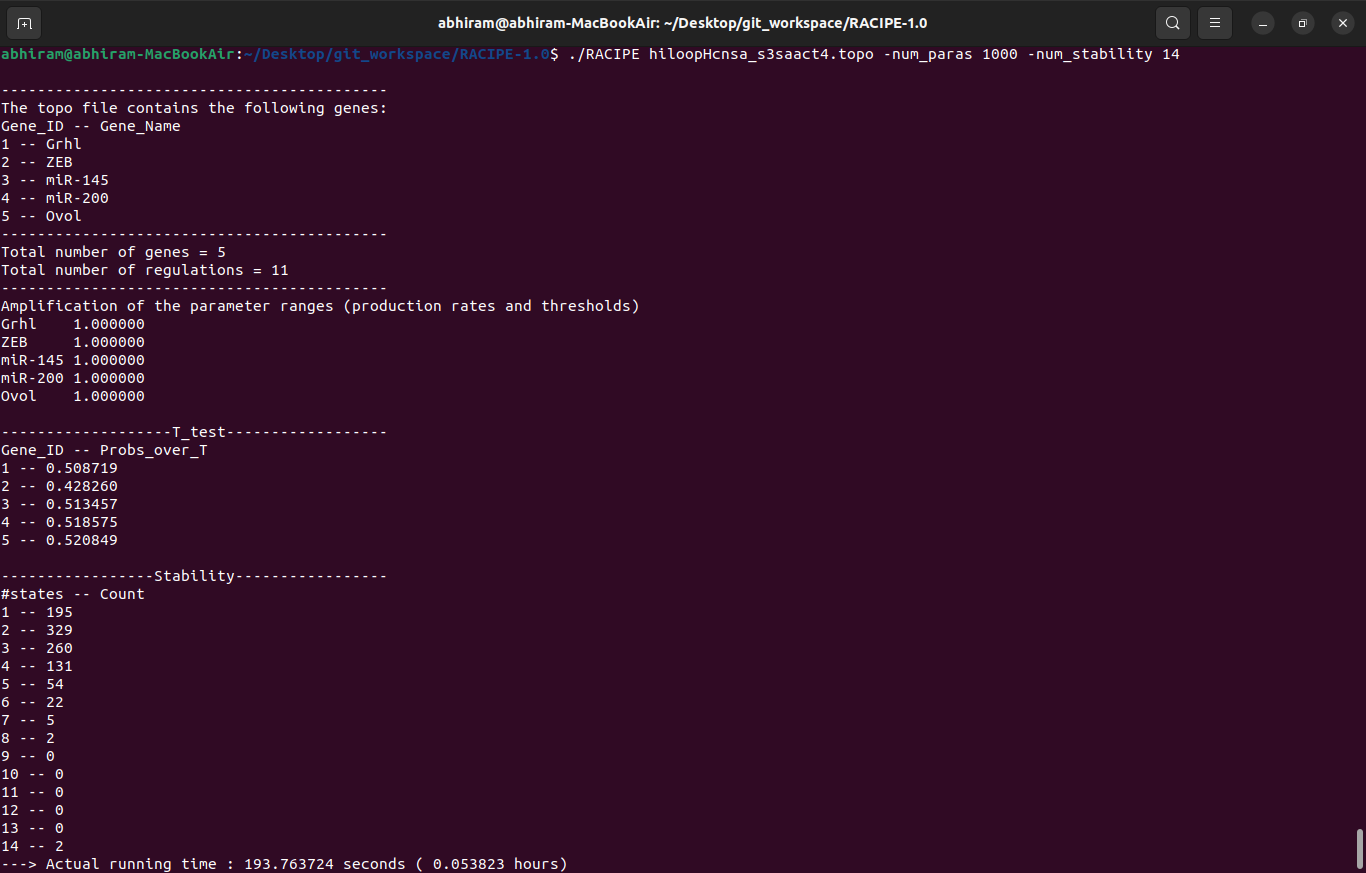 abhiram@abhiram-MacBookAir: ~/Desktop/git_workspace/RACIPE-1.0
abhiram@abhiram-MacBookAir:~/Desktop/git_workspace/RACIPE-1.0$ ./RACIPE hiloopHcnsa_s3saact4.topo -num_paras 1000 -num_stability 14
-------------------------------------------
The topo file contains the following genes:
Gene_ID -- Gene_Name
1 -- Grhl
2 -- ZEB
3 -- miR-145
4 -- miR-200
5 -- Ovol
-------------------------------------------
Total number of genes = 5
Total number of regulations = 11
-------------------------------------------
Amplification of the parameter ranges (production rates and thresholds)
Grhl    1.000000
ZEB     1.000000
miR-145 1.000000
miR-200 1.000000
Ovol    1.000000
-------------------T_test------------------
Gene_ID -- Probs_over_T
1 -- 0.508719
2 -- 0.428260
3 -- 0.513457
4 -- 0.518575
5 -- 0.520849
-----------------Stability-----------------
#states -- Count
1 -- 195
2 -- 329
3 -- 260
4 -- 131
5 -- 54
6 -- 22
7 -- 5
8 -- 2
9 -- 0
10 -- 0
11 -- 0
12 -- 0
13 -- 0
14 -- 2
---> Actual running time : 193.763724 seconds ( 0.053823 hours)